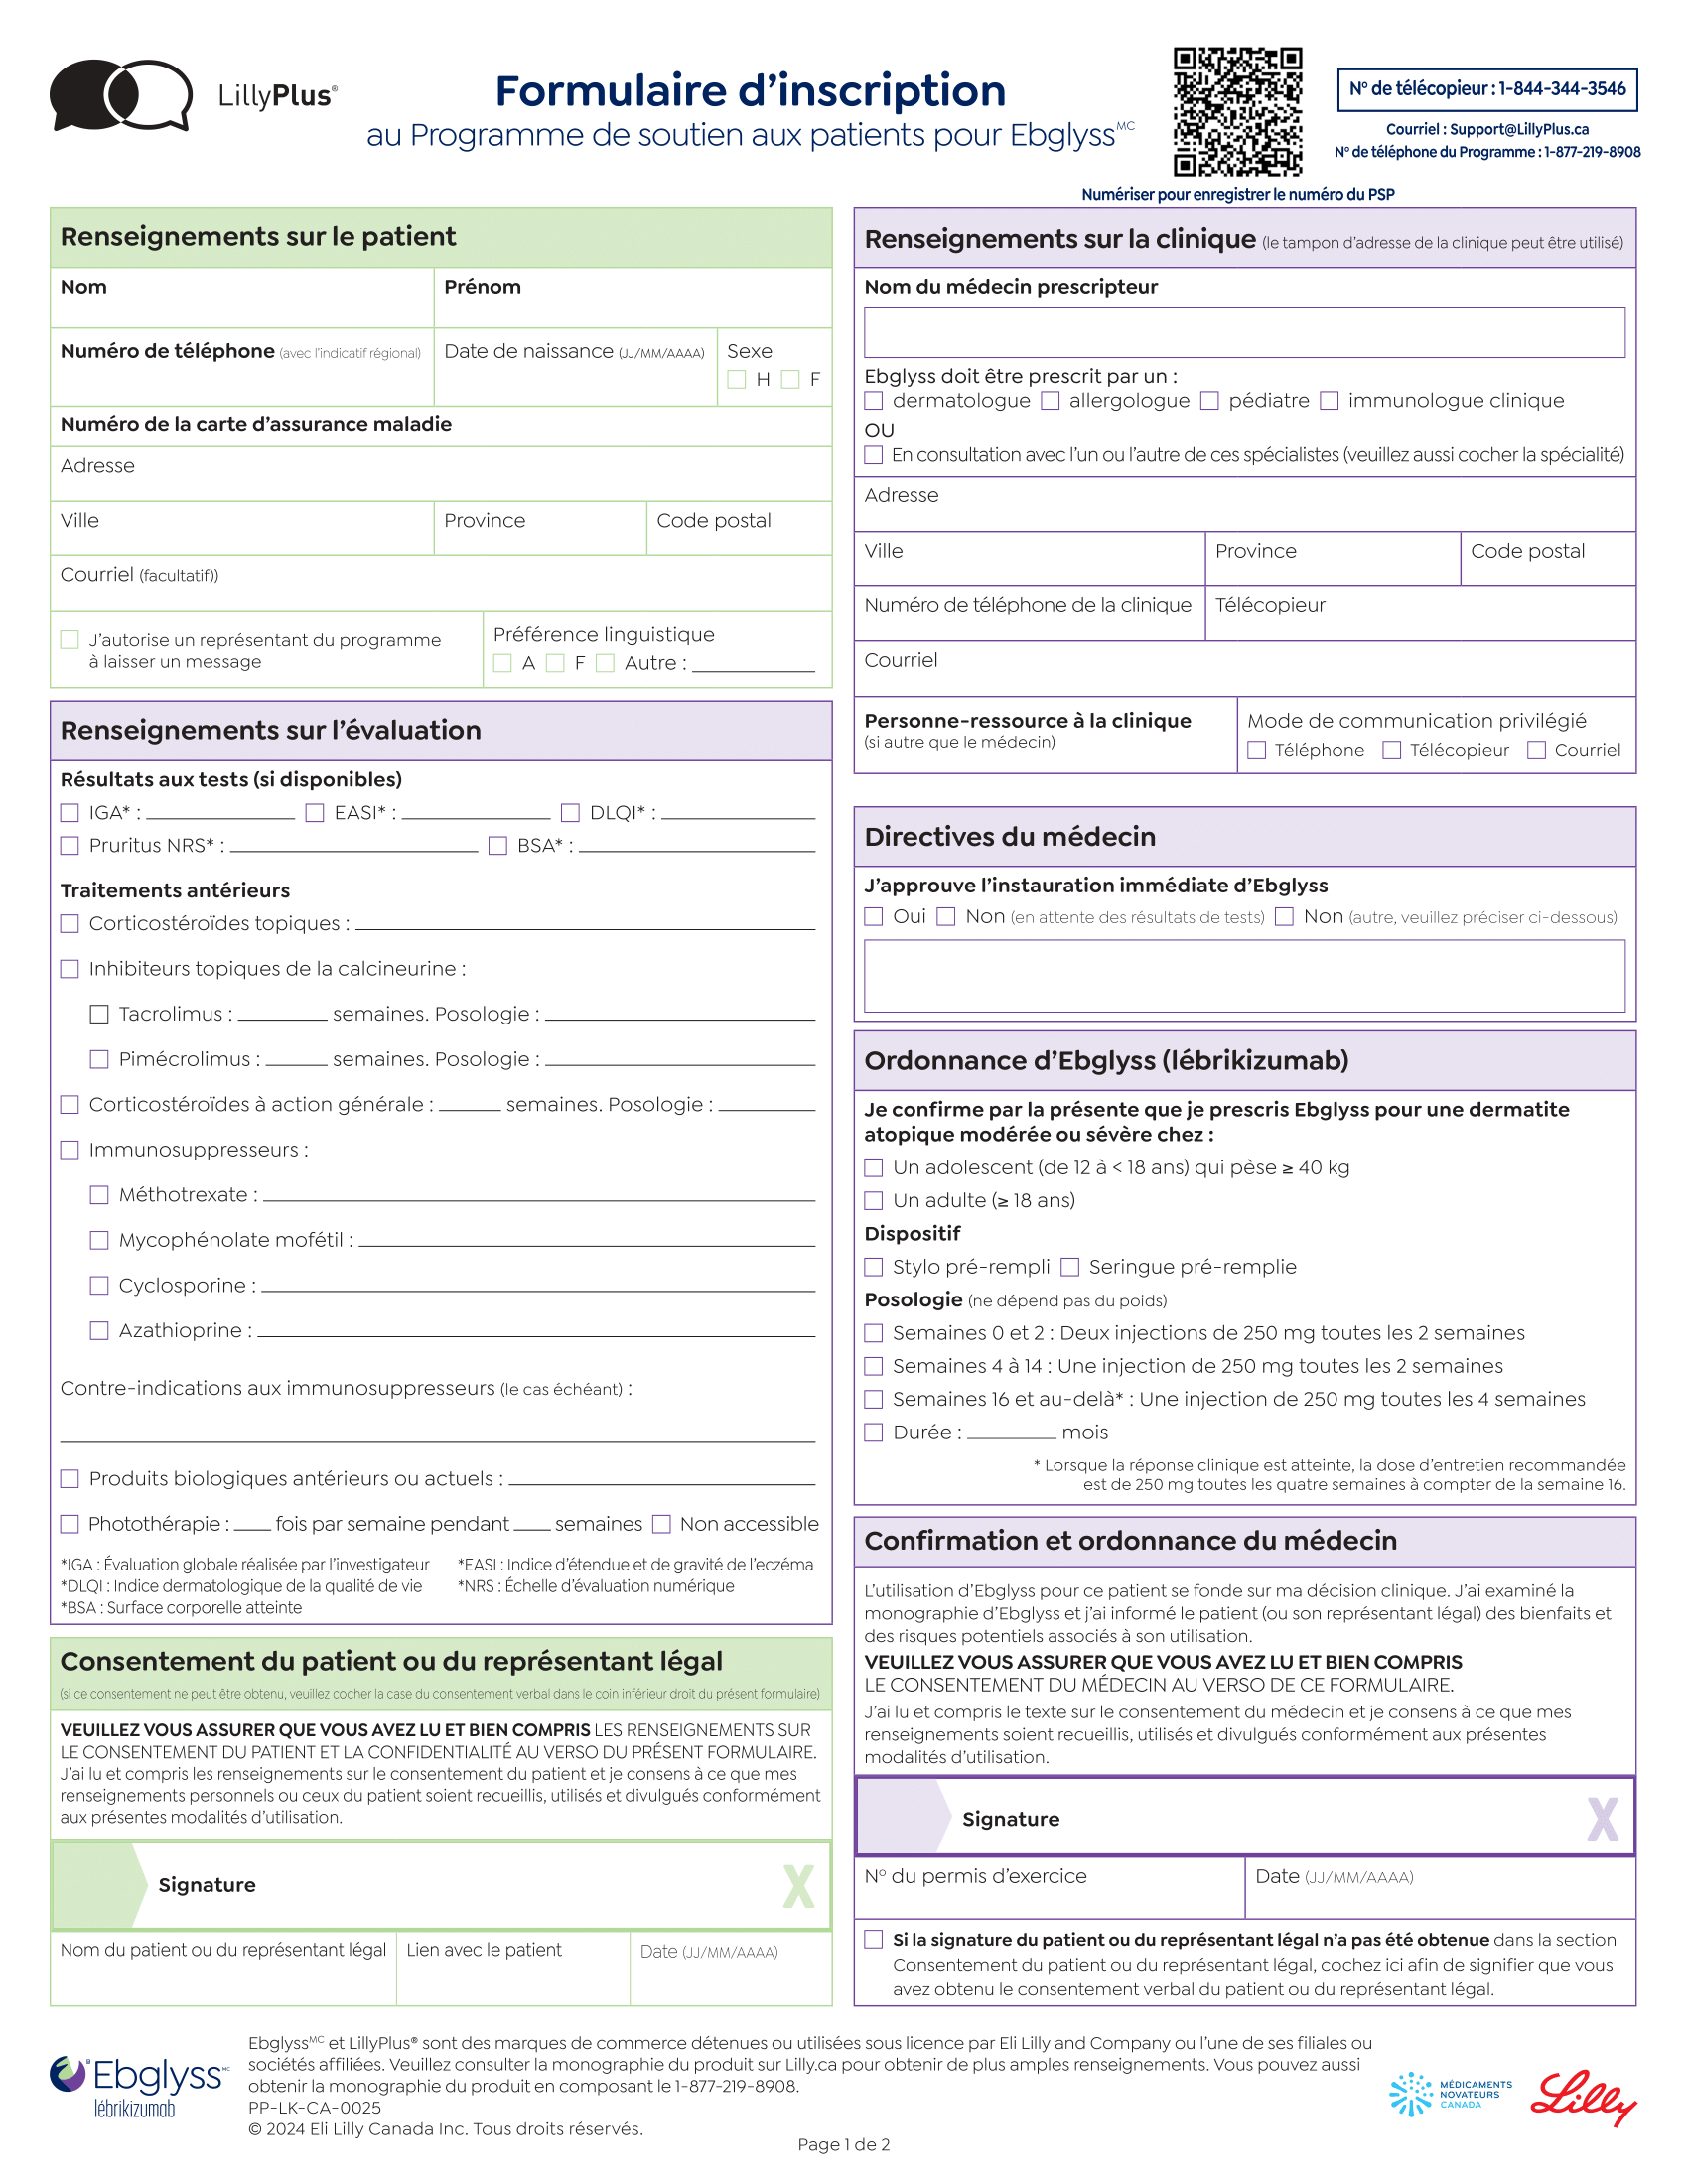 LillyPlus®
Formulaire d’inscription
au Programme de soutien aux patients pour Ebglyss^MC
Nº de télécopieur : 1-844-344-3546
Courriel : Support@LillyPlus.ca
Nº de téléphone du Programme : 1-877-219-8908
Numériser pour enregistrer le numéro du PSP
Renseignements sur le patient
Nom Prénom
Numéro de téléphone (avec l’indicatif régional) Date de naissance (JJ/MM/AAAA) Sexe
H F
Numéro de la carte d’assurance maladie
Adresse
Ville Province Code postal
Courriel (facultatif))
J’autorise un représentant du programme
à laisser un message
Préférence linguistique
A F Autre :
Renseignements sur l’évaluation
Résultats aux tests (si disponibles)
IGA* : EASI* : DLQI* :
Pruritus NRS* : BSA* :
Traitements antérieurs
Corticostéroïdes topiques :
Inhibiteurs topiques de la calcineurine :
Tacrolimus : semaines. Posologie :
Pimécrolimus : semaines. Posologie :
Corticostéroïdes à action générale : semaines. Posologie :
Immunosuppresseurs :
Méthotrexate :
Mycophénolate mofétil :
Cyclosporine :
Azathioprine :
Contre-indications aux immunosuppresseurs (le cas échéant) :
Produits biologiques antérieurs ou actuels :
Photothérapie : fois par semaine pendant semaines Non accessible
*IGA : Évaluation globale réalisée par l’investigateur *EASI : Indice d’étendue et de gravité de l’eczéma
*DLQI : Indice dermatologique de la qualité de vie *NRS : Échelle d’évaluation numérique
*BSA : Surface corporelle atteinte
Consentement du patient ou du représentant légal
(si ce consentement ne peut être obtenu, veuillez cocher la case du consentement verbal dans le coin inférieur droit du présent formulaire)
VEUILLEZ VOUS ASSURER QUE VOUS AVEZ LU ET BIEN COMPRIS LES RENSEIGNEMENTS SUR
LE CONSENTEMENT DU PATIENT ET LA CONFIDENTIALITÉ AU VERSO DU PRÉSENT FORMULAIRE.
J’ai lu et compris les renseignements sur le consentement du patient et je consens à ce que mes
renseignements personnels ou ceux du patient soient recueillis, utilisés et divulgués conformément
aux présentes modalités d’utilisation.
Signature X
Nom du patient ou du représentant légal Lien avec le patient Date (JJ/MM/AAAA)
Renseignements sur la clinique (le tampon d’adresse de la clinique peut être utilisé)
Nom du médecin prescripteur
Ebglyss doit être prescrit par un :
dermatologue allergologue pédiatre immunologue clinique
OU
En consultation avec l’un ou l’autre de ces spécialistes (veuillez aussi cocher la spécialité)
Adresse
Ville Province Code postal
Numéro de téléphone de la clinique Télécopieur
Courriel
Personne-ressource à la clinique
(si autre que le médecin)
Mode de communication privilégié
Téléphone Télécopieur Courriel
Directives du médecin
J’approuve l’instauration immédiate d’Ebglyss
Oui Non (en attente des résultats de tests) Non (autre, veuillez préciser ci-dessous)
Ordonnance d’Ebglyss (lébrikizumab)
Je confirme par la présente que je prescris Ebglyss pour une dermatite
atopique modérée ou sévère chez :
Un adolescent (de 12 à < 18 ans) qui pèse ≥ 40 kg
Un adulte (≥ 18 ans)
Dispositif
Stylo pré-rempli Seringue pré-remplie
Posologie (ne dépend pas du poids)
Semaines 0 et 2 : Deux injections de 250 mg toutes les 2 semaines
Semaines 4 à 14 : Une injection de 250 mg toutes les 2 semaines
Semaines 16 et au-delà* : Une injection de 250 mg toutes les 4 semaines
Durée : mois
* Lorsque la réponse clinique est atteinte, la dose d’entretien recommandée
est de 250 mg toutes les quatre semaines à compter de la semaine 16.
Confirmation et ordonnance du médecin
L’utilisation d’Ebglyss pour ce patient se fonde sur ma décision clinique. J’ai examiné la
monographie d’Ebglyss et j’ai informé le patient (ou son représentant légal) des bienfaits et
des risques potentiels associés à son utilisation.
VEUILLEZ VOUS ASSURER QUE VOUS AVEZ LU ET BIEN COMPRIS
LE CONSENTEMENT DU MÉDECIN AU VERSO DE CE FORMULAIRE.
J’ai lu et compris le texte sur le consentement du médecin et je consens à ce que mes
renseignements soient recueillis, utilisés et divulgués conformément aux présentes
modalités d’utilisation.
Signature X
Nº du permis d’exercice Date (JJ/MM/AAAA)
Si la signature du patient ou du représentant légal n’a pas été obtenue dans la section
Consentement du patient ou du représentant légal, cochez ici afin de signifier que vous
avez obtenu le consentement verbal du patient ou du représentant légal.
Ebglyss^MC
lébrikizumab
Ebglyss^MC et LillyPlus® sont des marques de commerce détenues ou utilisées sous licence par Eli Lilly and Company ou l’une de ses filiales ou
sociétés affiliées. Veuillez consulter la monographie du produit sur Lilly.ca pour obtenir de plus amples renseignements. Vous pouvez aussi
obtenir la monographie du produit en composant le 1-877-219-8908.
PP-LK-CA-0025
© 2024 Eli Lilly Canada Inc. Tous droits réservés.
MÉDICAMENTS
NOVATEURS
CANADA
Lilly
Page 1 de 2